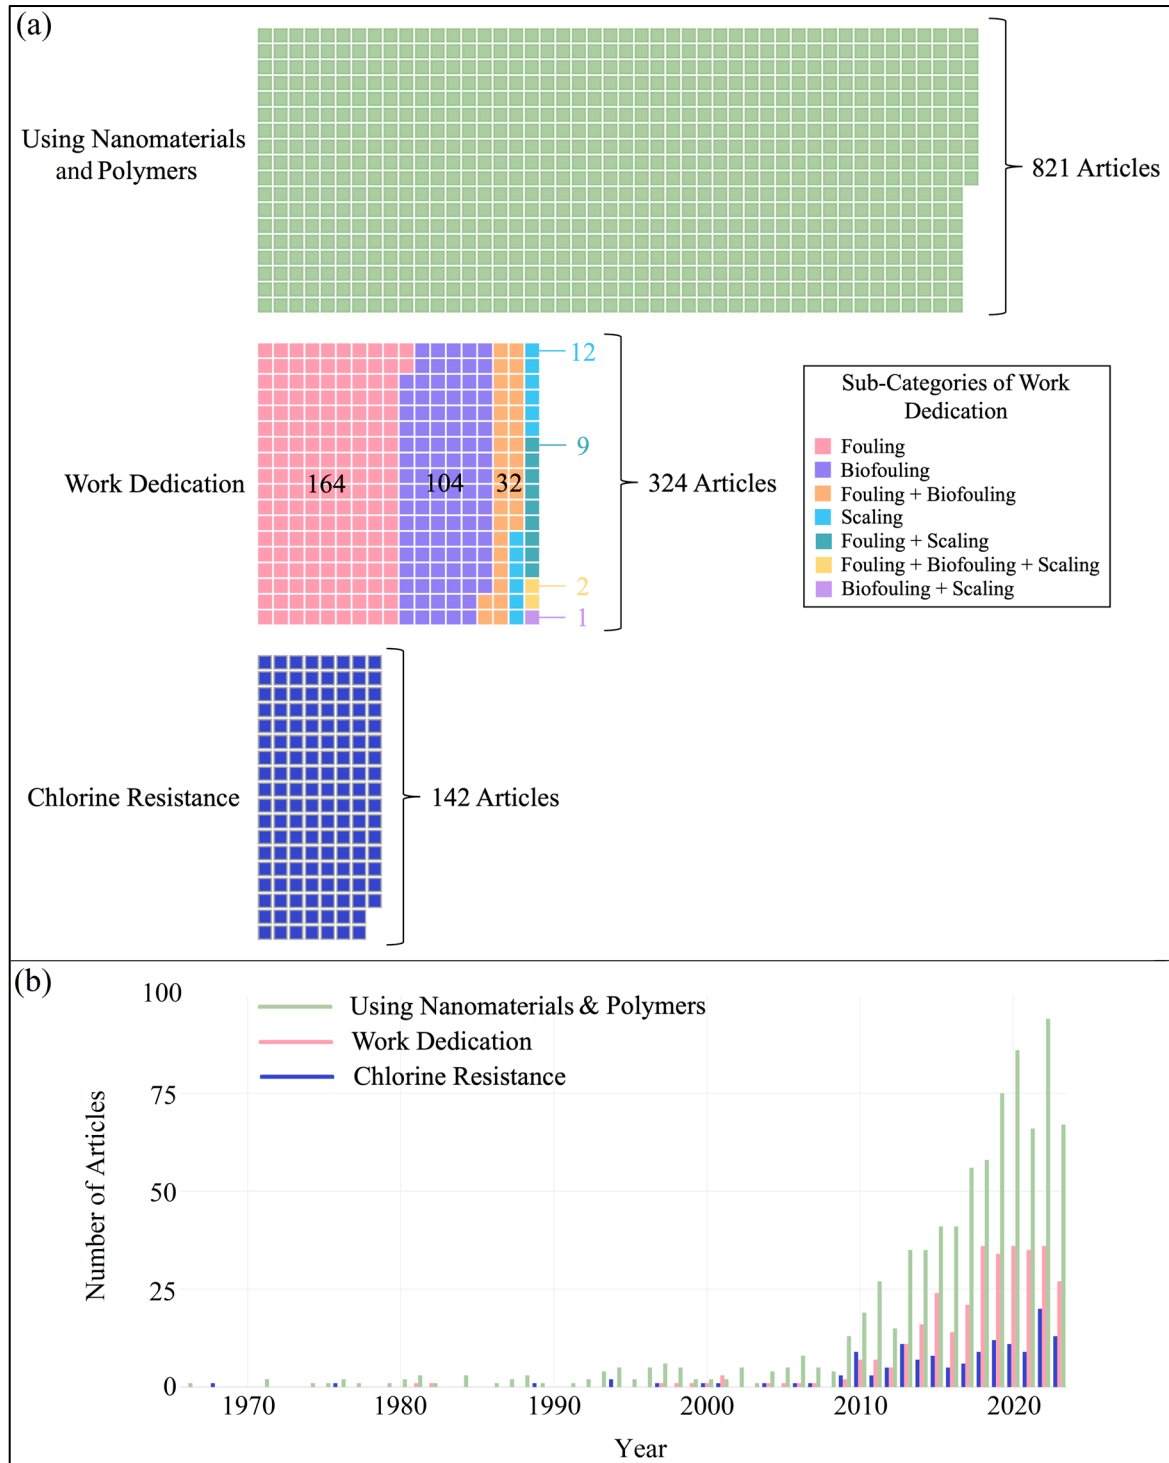 (a)
Using Nanomaterials
and Polymers
821 Articles
Work Dedication
164
104
32
12
9
2
1
324 Articles
Sub-Categories of Work
Dedication
Fouling
Biofouling
Fouling + Biofouling
Scaling
Fouling + Scaling
Fouling + Biofouling + Scaling
Biofouling + Scaling
Chlorine Resistance
142 Articles
(b)
Using Nanomaterials & Polymers
Work Dedication
Chlorine Resistance
Number of Articles
100
75
50
25
0
1970
1980
1990
2000
2010
2020
Year